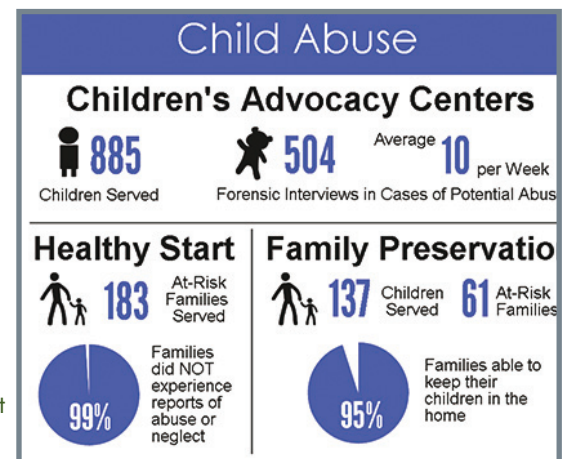 Child Abuse
Children's Advocacy Centers
885
Children Served
504
Average 10 per Week
Forensic Interviews in Cases of Potential Abus
Healthy Start
183
At-Risk
Families
Served
99%
Families
did NOT
experience
reports of
abuse or
neglect
Family Preservatio
137
Children
Served
61
At-Risk
Families
95%
Families able to
keep their
children in the
home
t